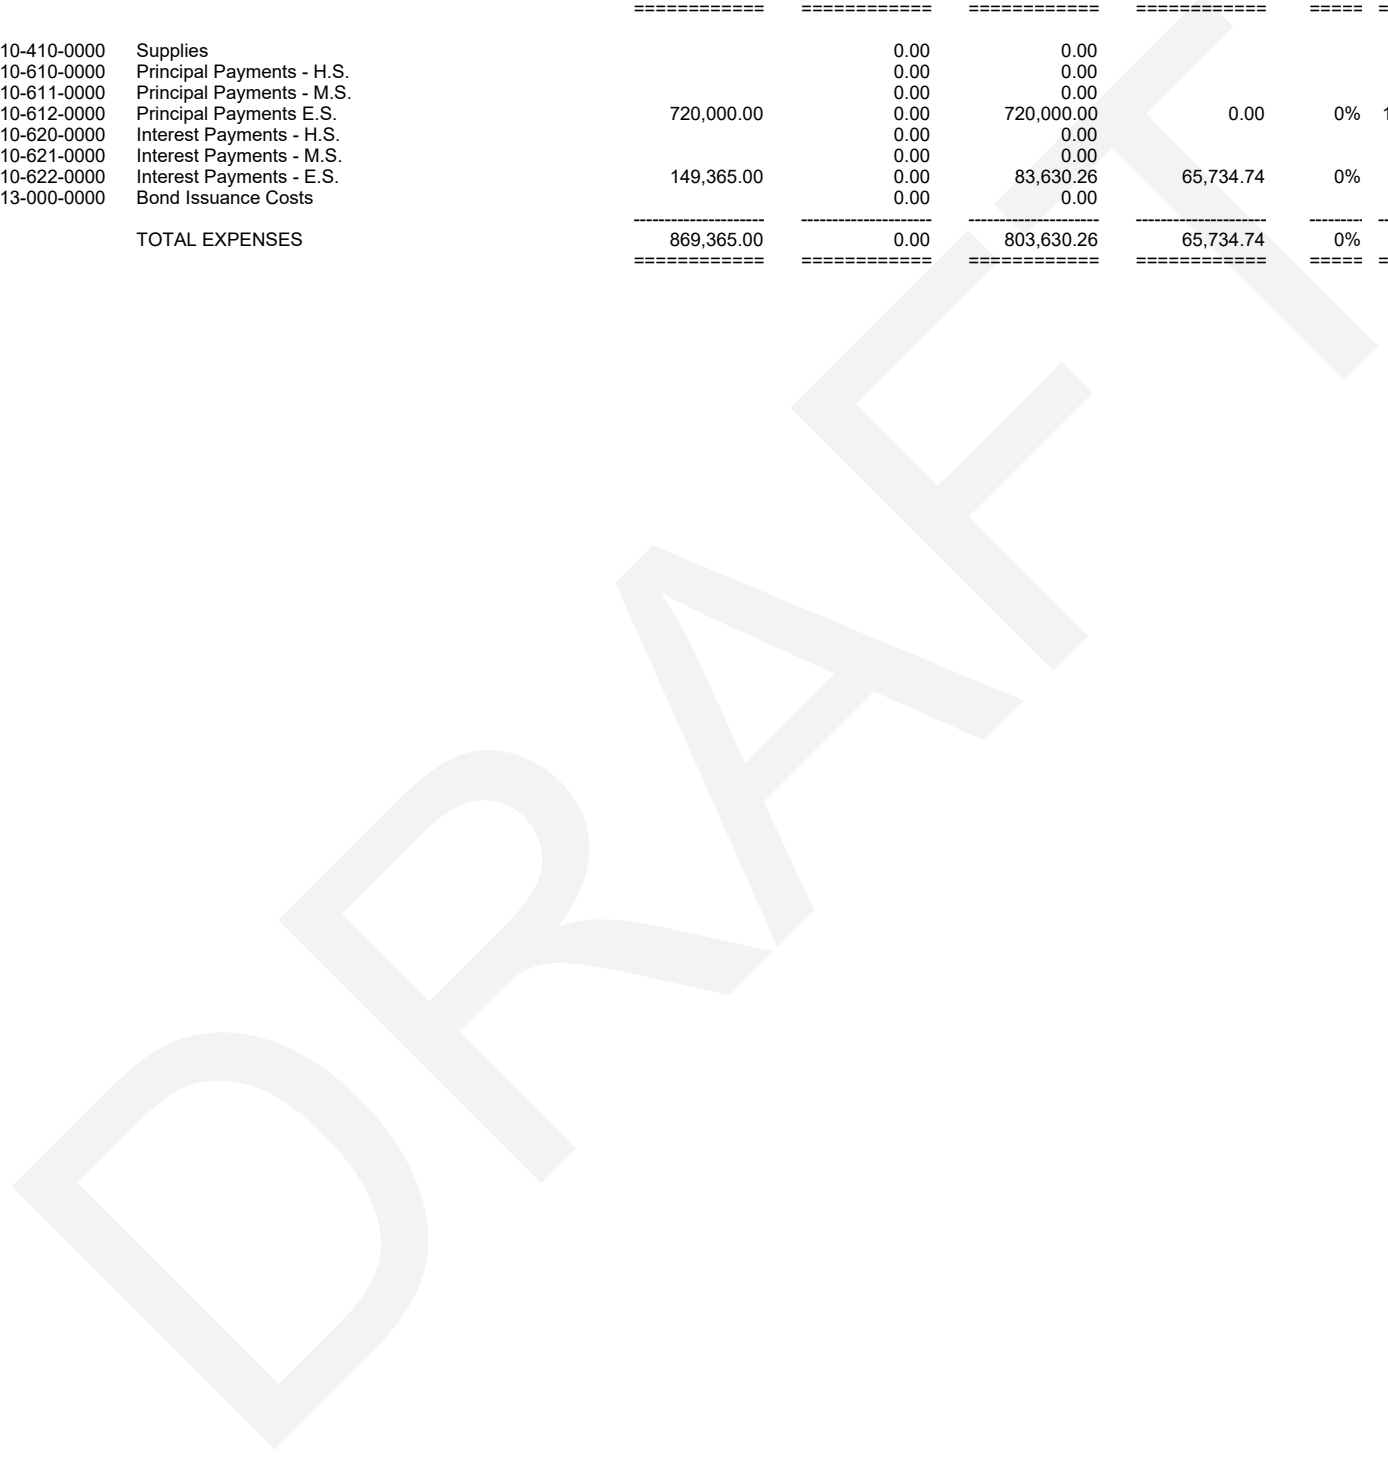 ============ ============ ============ ============ ===== =
10-410-0000 Supplies 0.00 0.00
10-610-0000 Principal Payments - H.S. 0.00 0.00
10-611-0000 Principal Payments - M.S. 0.00 0.00
10-612-0000 Principal Payments E.S. 720,000.00 0.00 720,000.00 0.00 0% 1
10-620-0000 Interest Payments - H.S. 0.00 0.00
10-621-0000 Interest Payments - M.S. 0.00 0.00
10-622-0000 Interest Payments - E.S. 149,365.00 0.00 83,630.26 65,734.74 0%
13-000-0000 Bond Issuance Costs 0.00 0.00
--------------------- --------------------- --------------------- --------------------- -------- --
TOTAL EXPENSES 869,365.00 0.00 803,630.26 65,734.74 0%
============ ============ ============ ============ ===== =
DRAFT